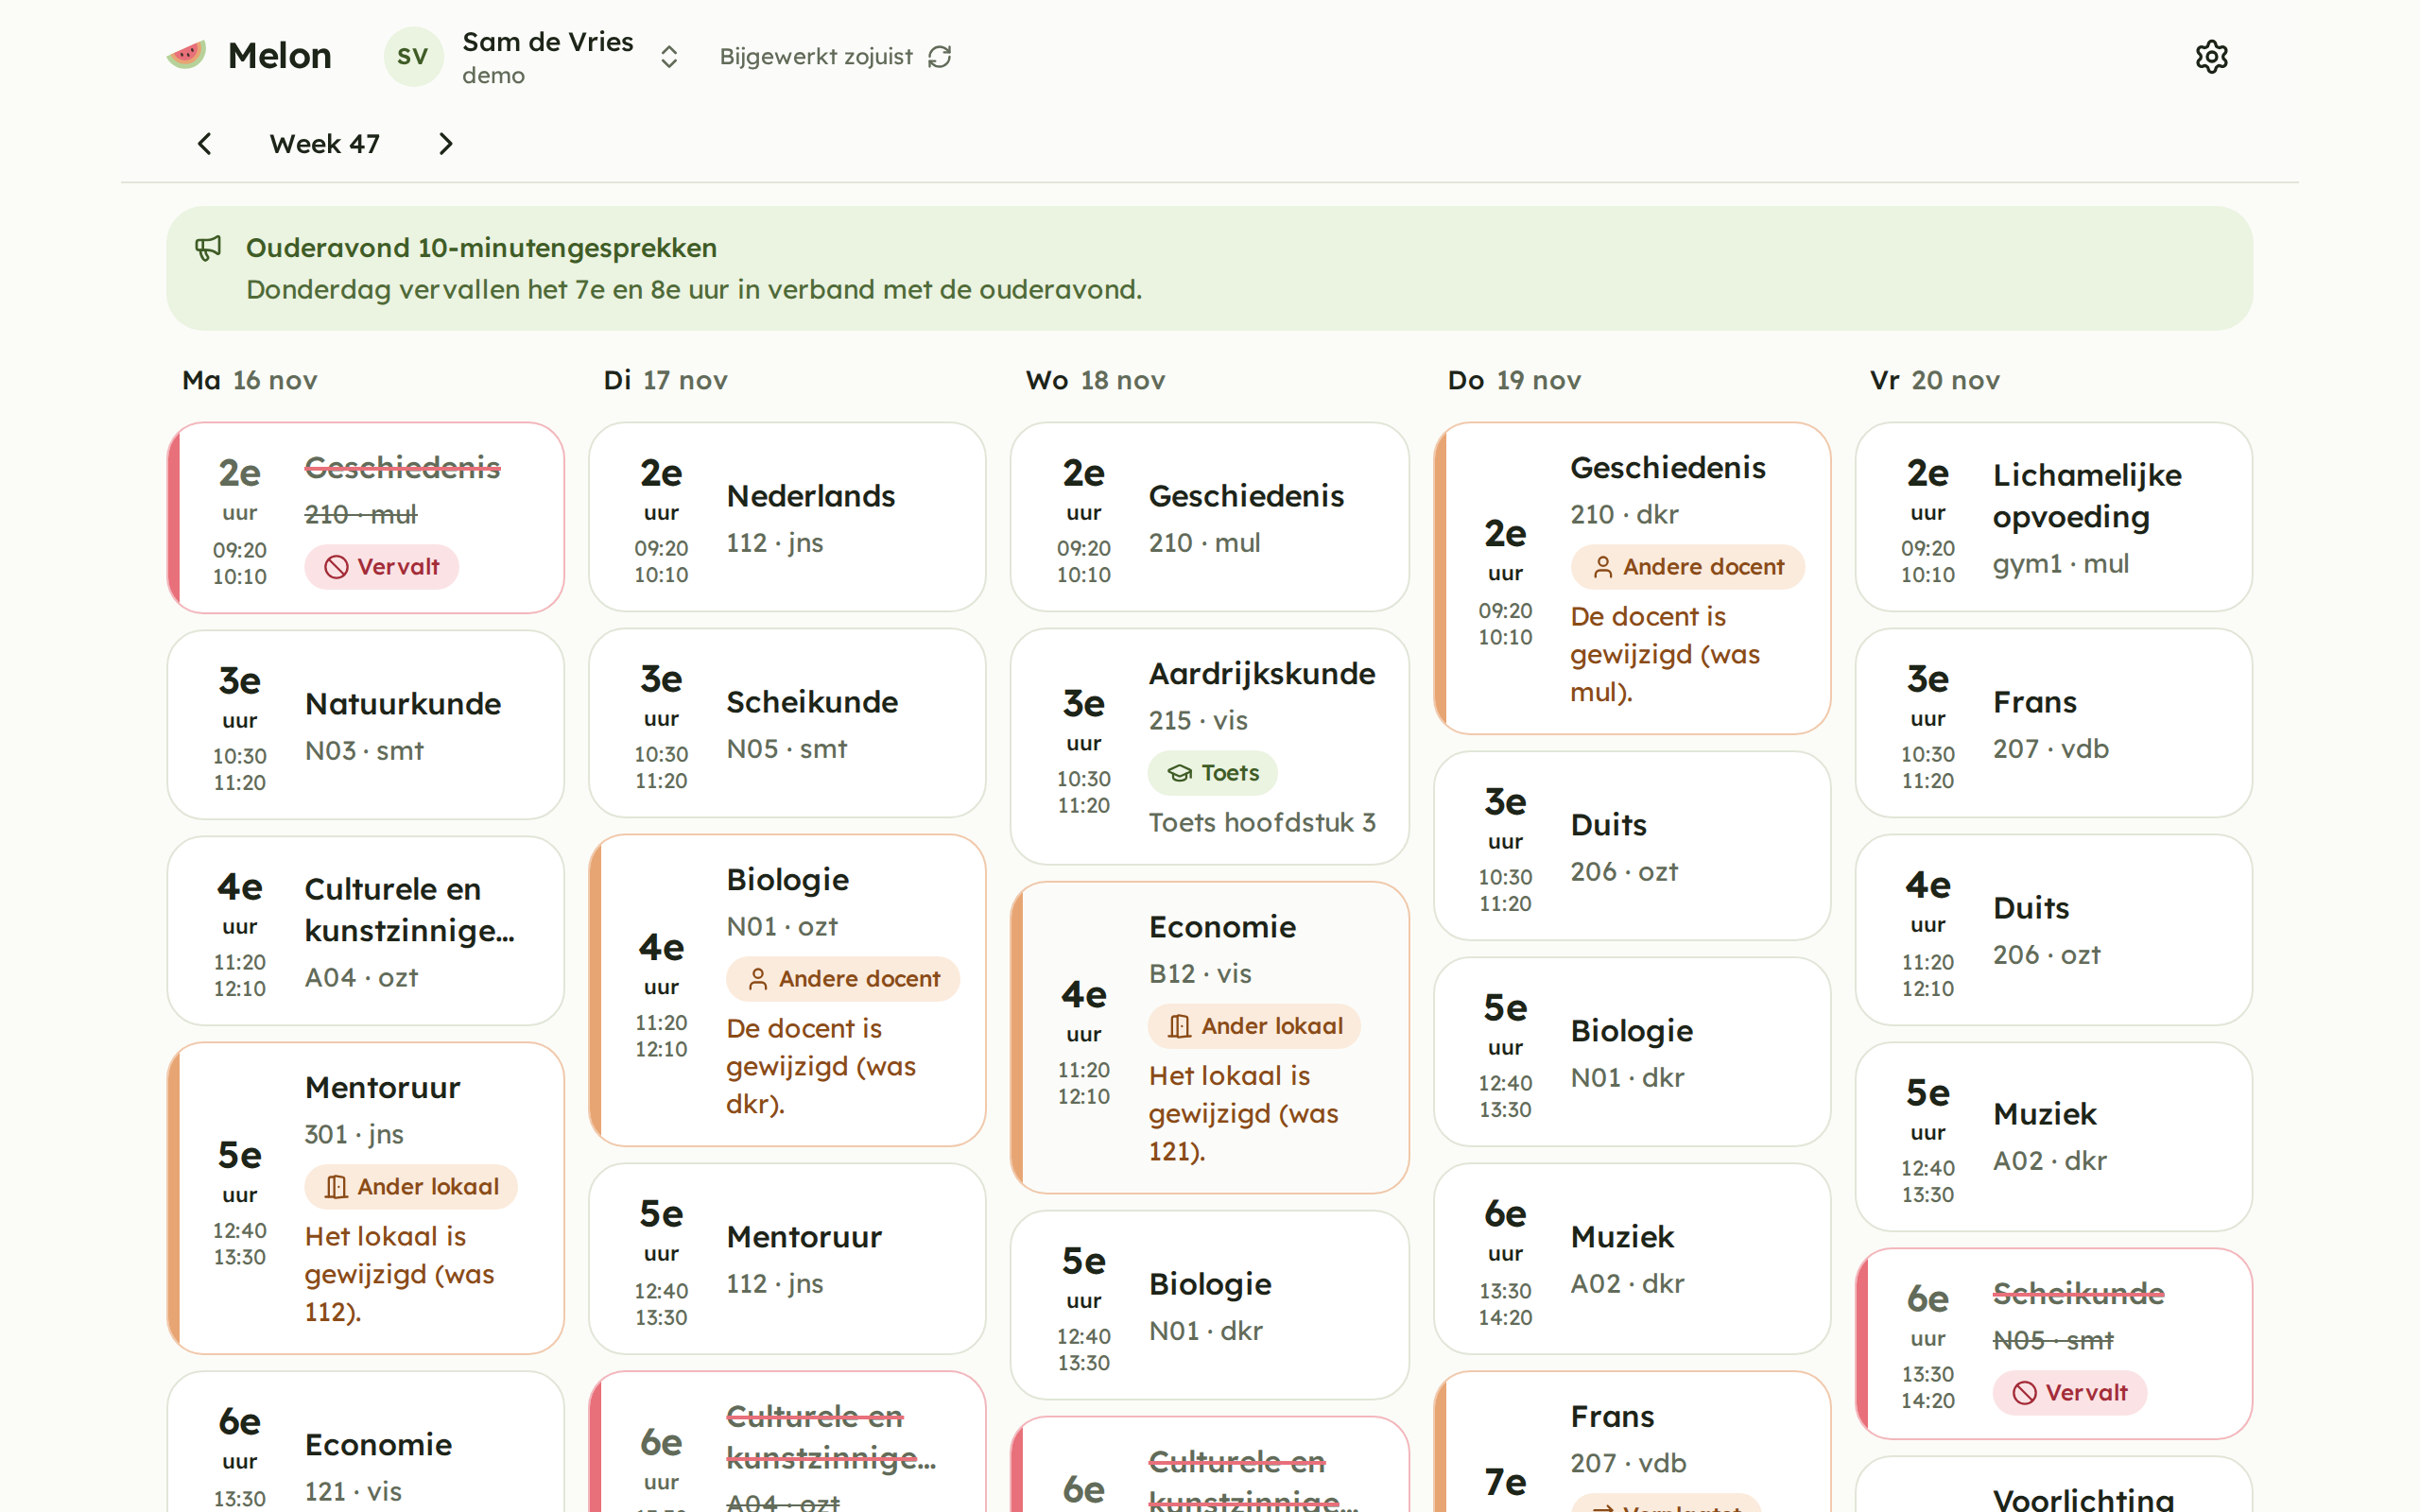 Melon
SV
Sam de Vries
demo
Bijgewerkt zojuist
Week 47
Ouderavond 10-minutengesprekken
Donderdag vervallen het 7e en 8e uur in verband met de ouderavond.
Ma 16 nov
2e
uur
09:20
10:10
Geschiedenis
210 · mul
Vervalt
3e
uur
10:30
11:20
Natuurkunde
N03 · smt
4e
uur
11:20
12:10
Culturele en
kunstzinnige...
A04 · ozt
5e
uur
12:40
13:30
Mentoruur
301 · jns
Ander lokaal
Het lokaal is
gewijzigd (was
112).
6e
uur
13:30
Economie
121 · vis
Di 17 nov
2e
uur
09:20
10:10
Nederlands
112 · jns
3e
uur
10:30
11:20
Scheikunde
N05 · smt
4e
uur
11:20
12:10
Biologie
N01 · ozt
Andere docent
De docent is
gewijzigd (was
dkr).
5e
uur
12:40
13:30
Mentoruur
112 · jns
6e
uur
Culturele en
kunstzinnige...
A04 · ozt
Wo 18 nov
2e
uur
09:20
10:10
Geschiedenis
210 · mul
3e
uur
10:30
11:20
Aardrijkskunde
215 · vis
Toets
Toets hoofdstuk 3
4e
uur
11:20
12:10
Economie
B12 · vis
Ander lokaal
Het lokaal is
gewijzigd (was
121).
5e
uur
12:40
13:30
Biologie
N01 · dkr
6e
Culturele en
kunstzinnige...
Do 19 nov
2e
uur
09:20
10:10
Geschiedenis
210 · dkr
Andere docent
De docent is
gewijzigd (was
mul).
3e
uur
10:30
11:20
Duits
206 · ozt
5e
uur
12:40
13:30
Biologie
N01 · dkr
6e
uur
13:30
14:20
Muziek
A02 · dkr
7e
Frans
207 · vdb
Verplaatst
Vr 20 nov
2e
uur
09:20
10:10
Lichamelijke
opvoeding
gym1 · mul
3e
uur
10:30
11:20
Frans
207 · vdb
4e
uur
11:20
12:10
Duits
206 · ozt
5e
uur
12:40
13:30
Muziek
A02 · dkr
6e
uur
13:30
14:20
Scheikunde
N05 · smt
Vervalt
Voorlichting